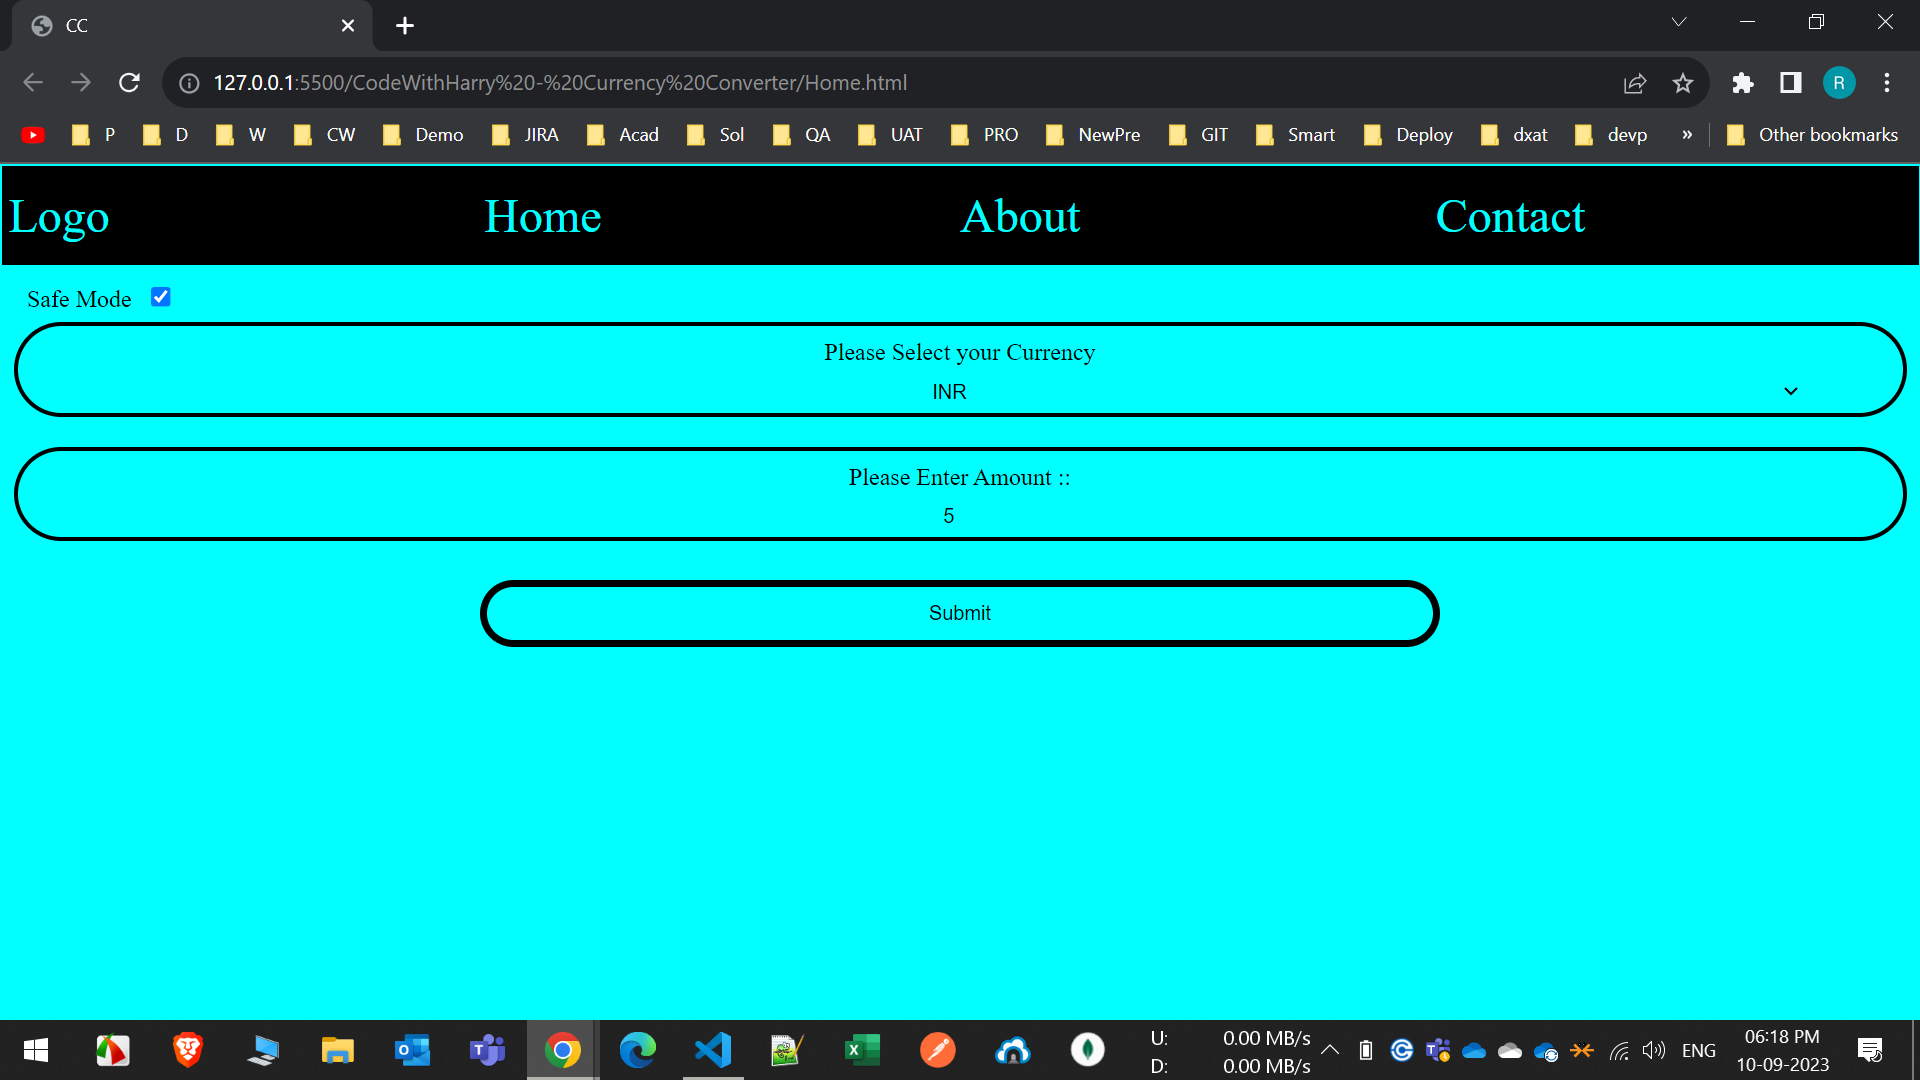 CC
127.0.0.1:5500/CodeWithHarry%20-%20Currency%20Converter/Home.html
R
P D W CW Demo JIRA Acad Sol QA UAT PRO NewPre GIT Smart Deploy dxat devp » Other bookmarks
Logo Home About Contact
Safe Mode
Please Select your Currency
INR
Please Enter Amount ::
5
Submit
U: 0.00 MB/s
D: 0.00 MB/s
ENG
06:18 PM
10-09-2023